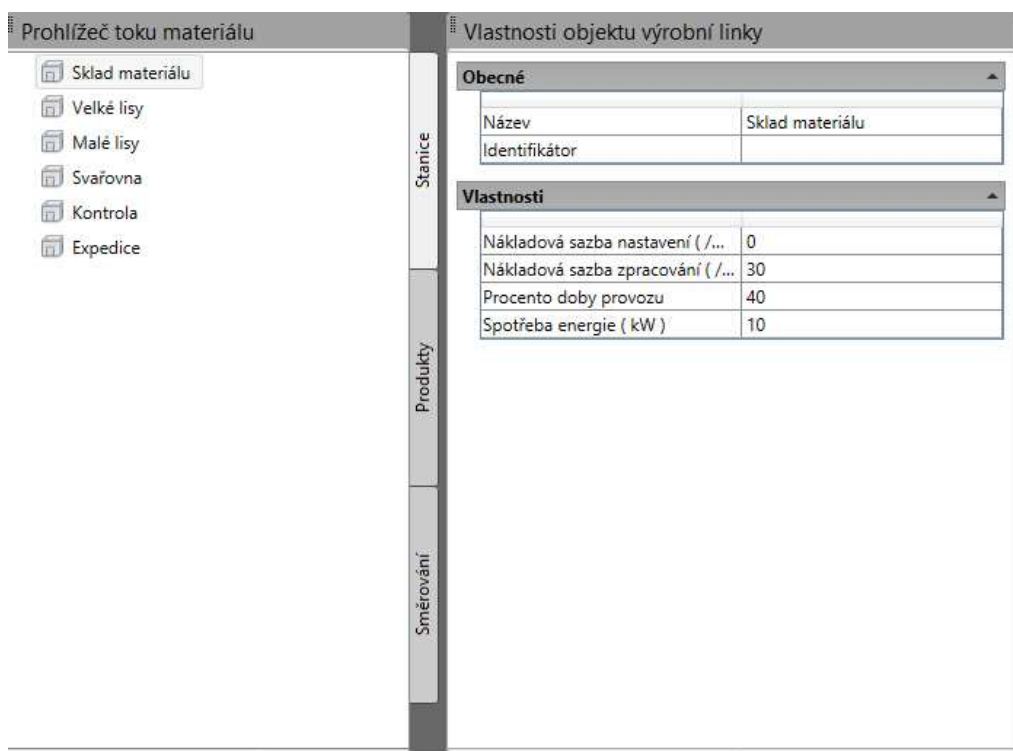 Prohlížeč toku materiálu
Sklad materiálu
Velké lisy
Malé lisy
Svařovna
Kontrola
Expedice
Stanice
Produkty
Směrování
Vlastnosti objektu výrobní linky
Obecné
Název Sklad materiálu
Identifikátor
Vlastnosti
Nákladová sazba nastavení ( /... 0
Nákladová sazba zpracování ( /... 30
Procento doby provozu 40
Spotřeba energie ( kW ) 10